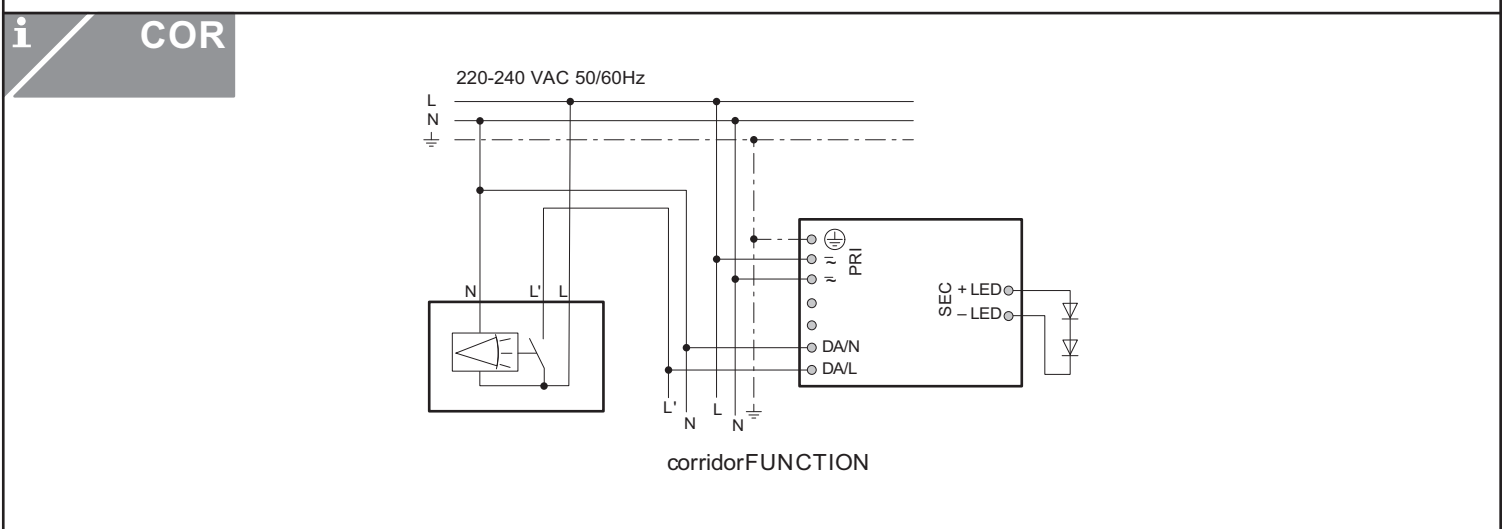 i COR
220-240 VAC 50/60Hz
L
N
N L' L
PRI
SEC
+ LED
– LED
DA/N
DA/L
L' N L N
corridorFUNCTION